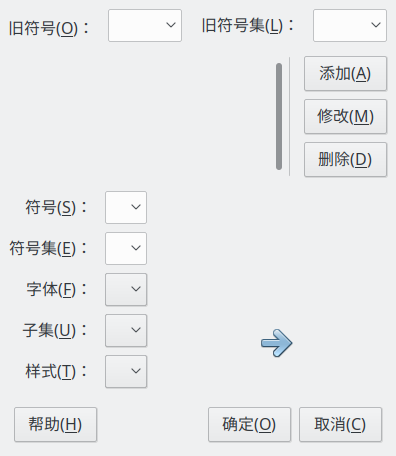 旧符号(O)： 旧符号集(L)：
添加(A)
修改(M)
删除(D)
符号(S)：
符号集(E)：
字体(F)：
子集(U)：
样式(T)：
帮助(H) 确定(O) 取消(C)